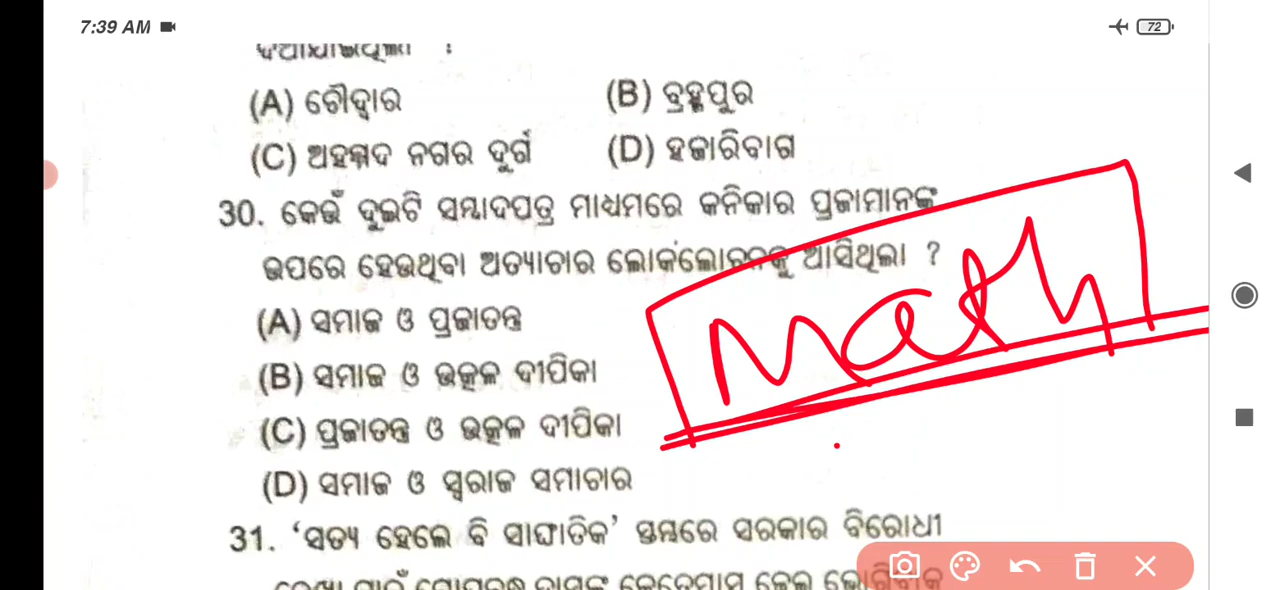 7:39 AM
72
(A) ଚୌଦ୍ୱାର
(B) ବ୍ରହ୍ମପୁର
(C) ଅହମ୍ମଦ ନଗର ଦୁର୍ଗ
(D) ହଜାରିବାଗ
30. କେଉଁ ଦୁଇଟି ସମ୍ବାଦପତ୍ର ମାଧ୍ୟମରେ କନିକାର ପ୍ରଜାମାନଙ୍କ
ଉପରେ ହେଉଥିବା ଅତ୍ୟାଚାର ଲୋକଲୋଚନକୁ ଆସିଥିଲା ?
(A) ସମାଜ ଓ ପ୍ରଜାତନ୍ତ୍ର
(B) ସମାଜ ଓ ଉତ୍କଳ ଦୀପିକା
(C) ପ୍ରଜାତନ୍ତ୍ର ଓ ଉତ୍କଳ ଦୀପିକା
(D) ସମାଜ ଓ ସ୍ୱରାଜ ସମାଚାର
Math
31. ‘ସତ୍ୟ ହେଲେ ବି ସାଙ୍ଘାତିକ’ ସ୍ତମ୍ଭରେ ସରକାର ବିରୋଧୀ